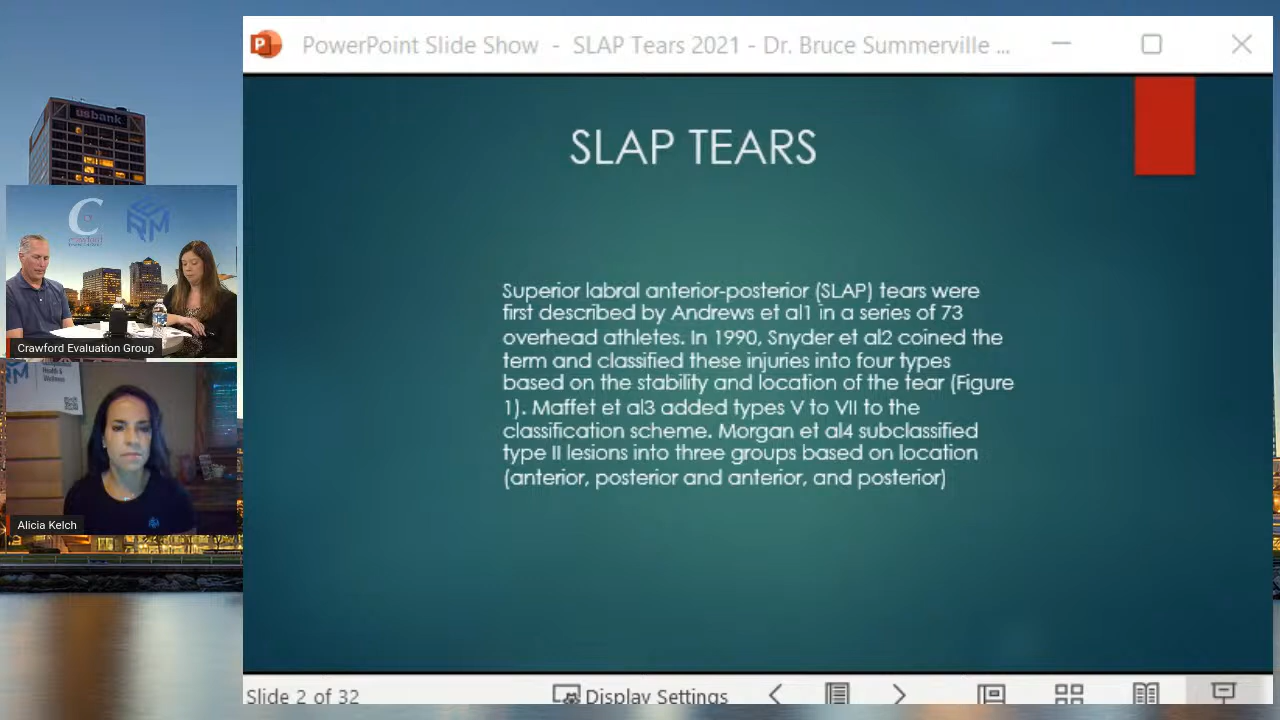 PowerPoint Slide Show - SLAP Tears 2021 - Dr. Bruce Summerville ...
usbank
SLAP TEARS
Superior labral anterior-posterior (SLAP) tears were
first described by Andrews et al1 in a series of 73
overhead athletes. In 1990, Snyder et al2 coined the
term and classified these injuries into four types
based on the stability and location of the tear (Figure
1). Maffet et al3 added types V to VII to the
classification scheme. Morgan et al4 subclassified
type II lesions into three groups based on location
(anterior, posterior and anterior, and posterior)
C
RM
Crawford Evaluation Group
RM
Health &
Wellness
Alicia Kelch
Slide 2 of 32
Display Settings